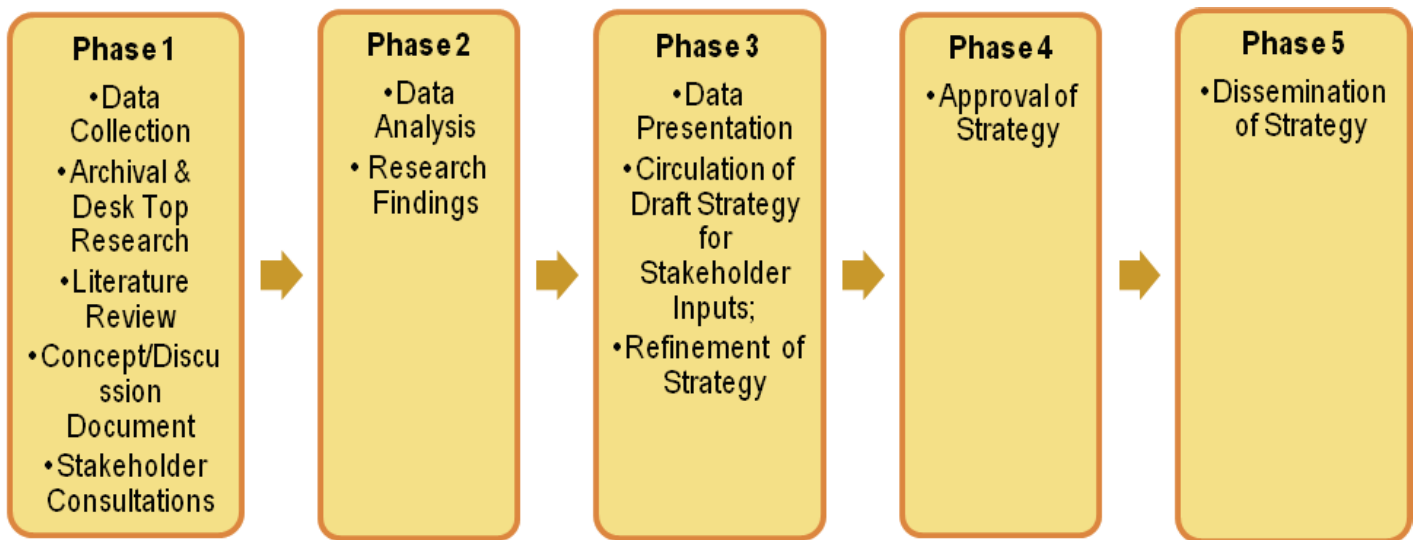 Phase 1
•Data
Collection
•Archival &
Desk Top
Research
•Literature
Review
•Concept/Discu
ssion
Document
•Stakeholder
Consultations
Phase 2
•Data
Analysis
• Research
Findings
Phase 3
•Data
Presentation
•Circulation of
Draft Strategy
for
Stakeholder
Inputs;
•Refinement of
Strategy
Phase 4
•Approval of
Strategy
Phase 5
•Dissemination
of Strategy